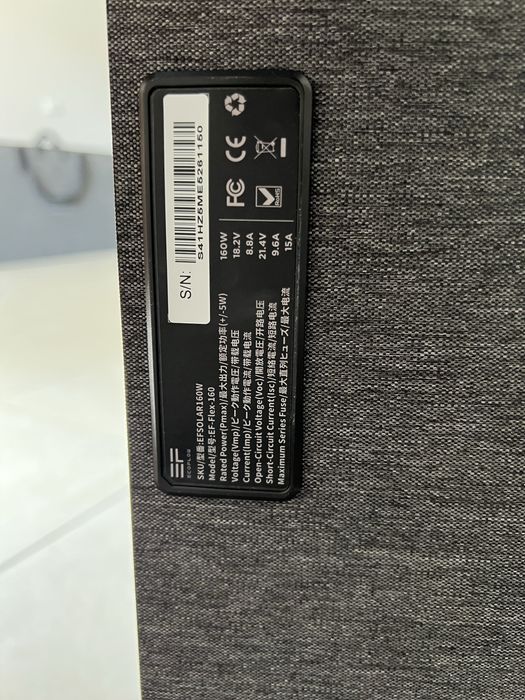 EF
ECOFLOW
SKU/型番:EFSOLAR160W
Model/型号:EF-Flex-160
Rated Power(Pmax)/最大出力/额定功率(+/-5W) 160W
Voltage(Vmp)/ピーク動作電圧/带载电压 18.2V
Current(Imp)/ピーク動作電流/带载电流 8.8A
Open-Circuit Voltage(Voc)/開放電圧/开路电压 21.4V
Short-Circuit Current(Isc)/短絡電流/短路电流 9.6A
Maximum Series Fuse/最大直列ヒューズ/最大电流 15A
S/N:
S41HZ5ME5261150
FC CE
RoHS